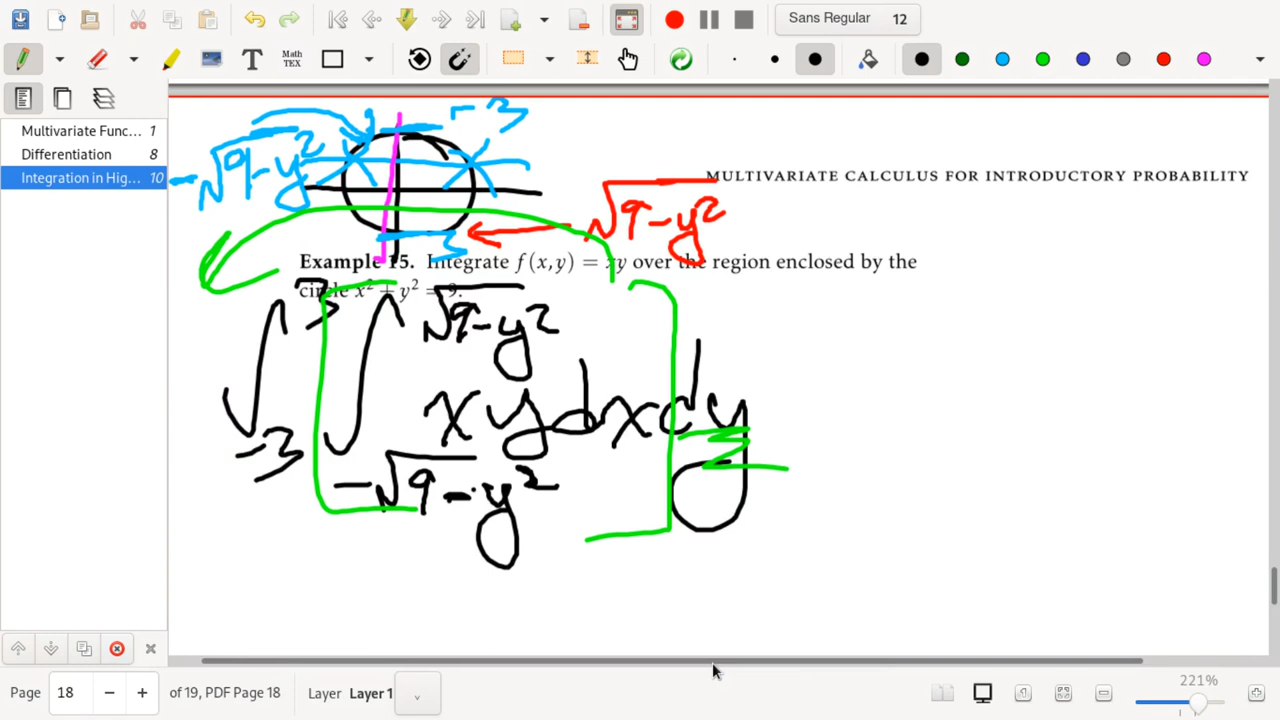 Sans Regular 12
Math
TEX
Multivariate Func... 1
Differentiation 8
Integration in Hig... 10
-3
-√9-y²
MULTIVARIATE CALCULUS FOR INTRODUCTORY PROBABILITY
√9-y²
3
Example 15. Integrate f(x, y) = xy over the region enclosed by the
circle x² + y² = 9.
3 √9-y²
∫ ∫ xydxdy
-3 -√9-y²
Page 18 of 19, PDF Page 18 Layer Layer 1 221%